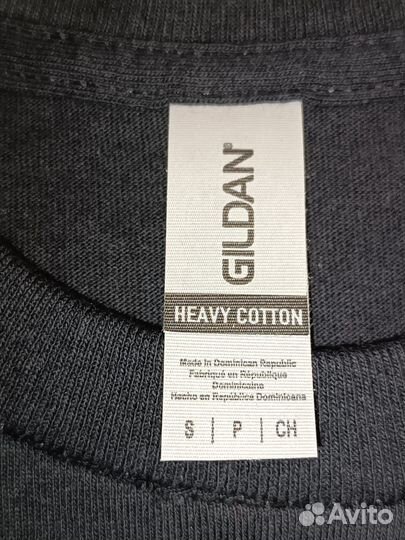 GILDAN®
HEAVY COTTON
Made in Dominican Republic
Fabriqué en République
Dominicaine
Hecho en República Dominicana
S | P | CH
Avito